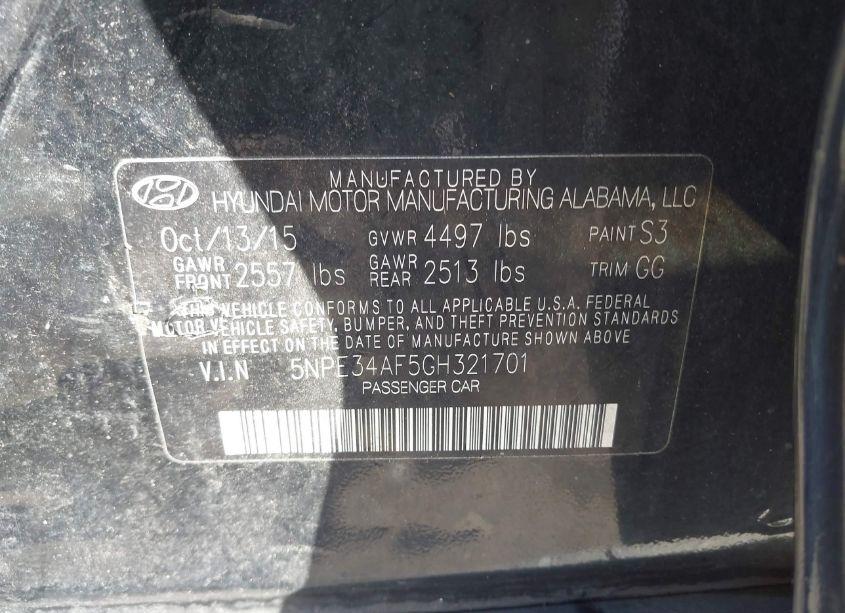 MANUFACTURED BY
HYUNDAI MOTOR MANUFACTURING ALABAMA, LLC
Oct/13/15 GVWR 4497 lbs PAINT S3
GAWR FRONT 2557 lbs GAWR REAR 2513 lbs TRIM GG
THIS VEHICLE CONFORMS TO ALL APPLICABLE U.S.A. FEDERAL
MOTOR VEHICLE SAFETY, BUMPER, AND THEFT PREVENTION STANDARDS
IN EFFECT ON THE DATE OF MANUFACTURE SHOWN ABOVE
V.I.N 5NPE34AF5GH321701
PASSENGER CAR